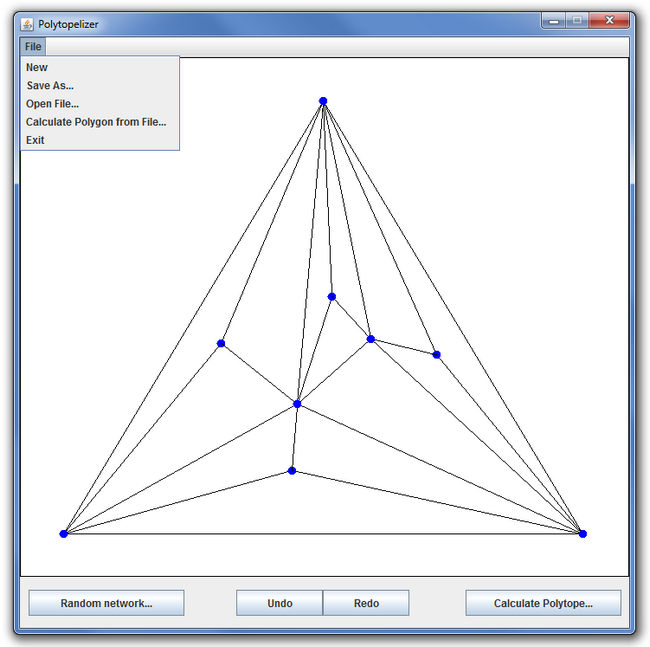 Polytopelizer
File
New
Save As...
Open File...
Calculate Polygon from File...
Exit
Random network...
Undo
Redo
Calculate Polytope...